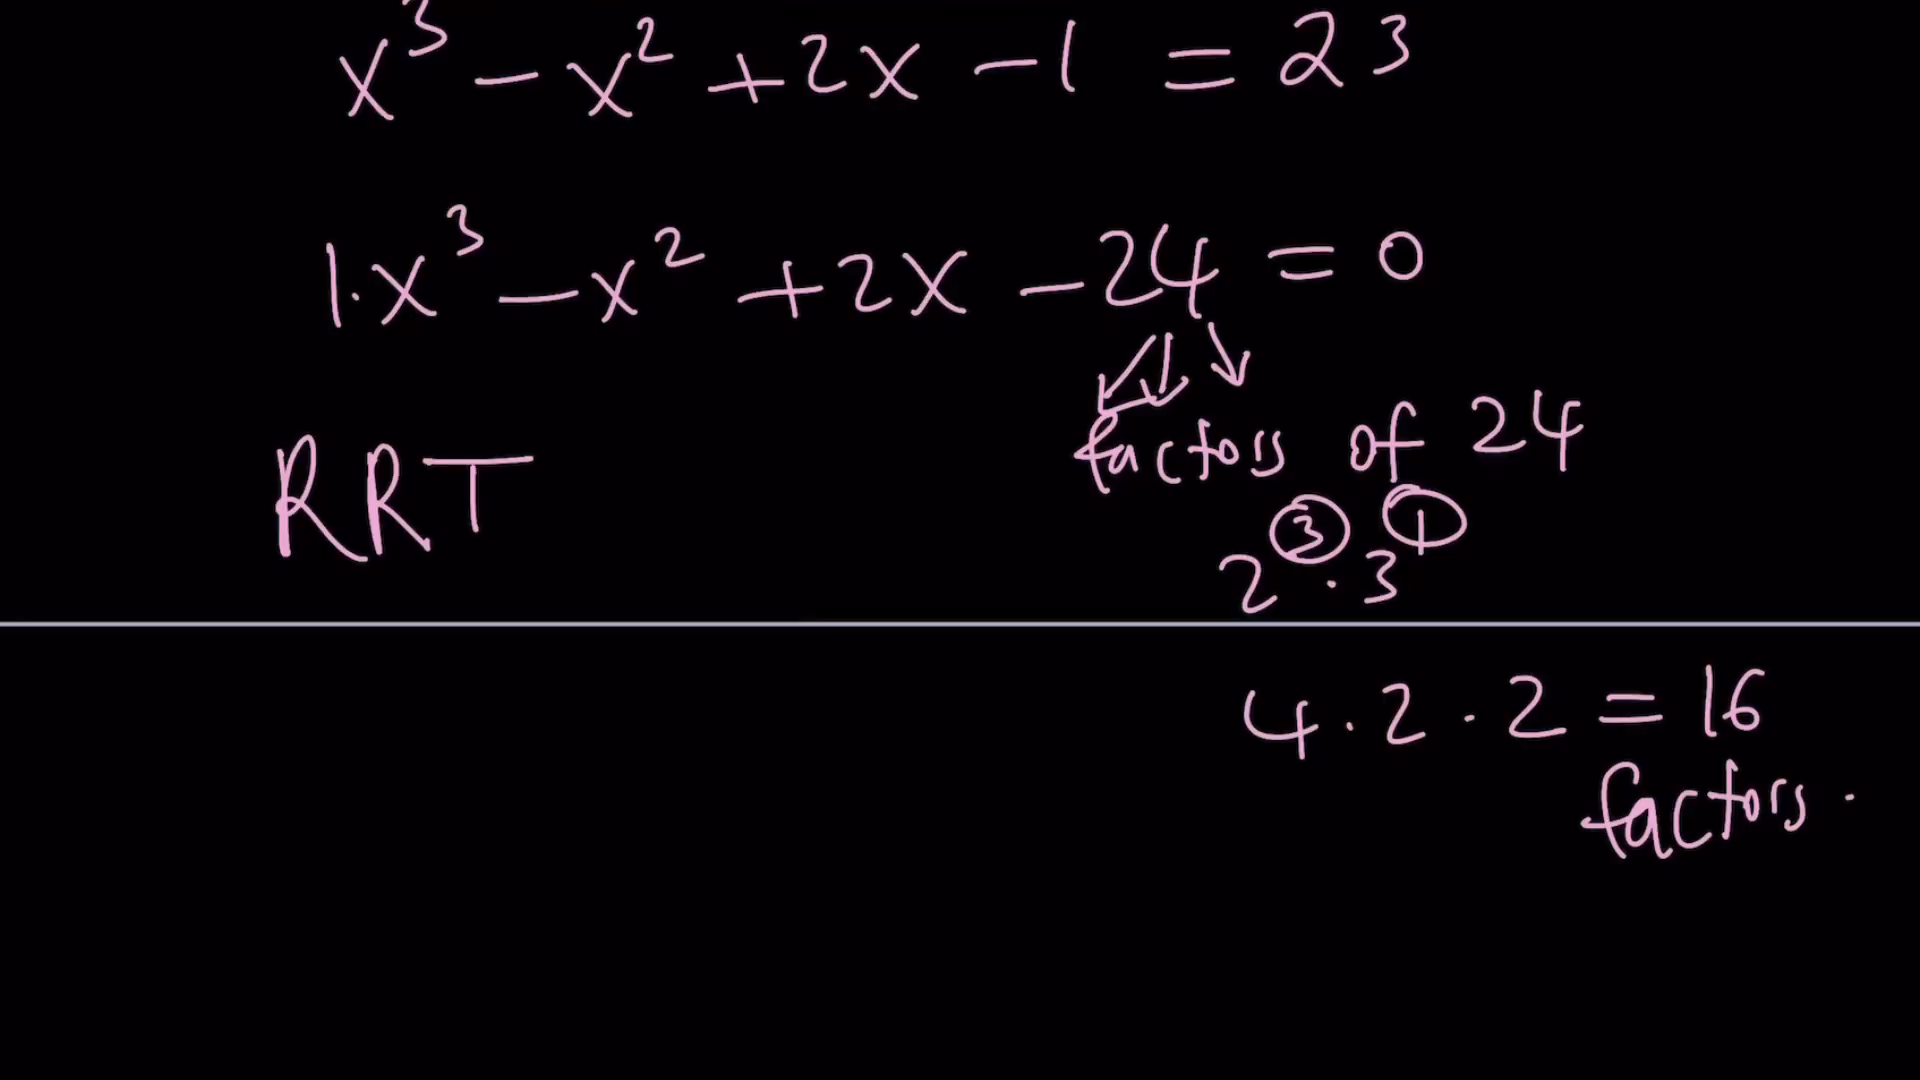 x³ - x² + 2x - 1 = 23
1·x³ - x² + 2x - 24 = 0
RRT
factors of 24
2³ · 3¹
4 · 2 · 2 = 16
factors.